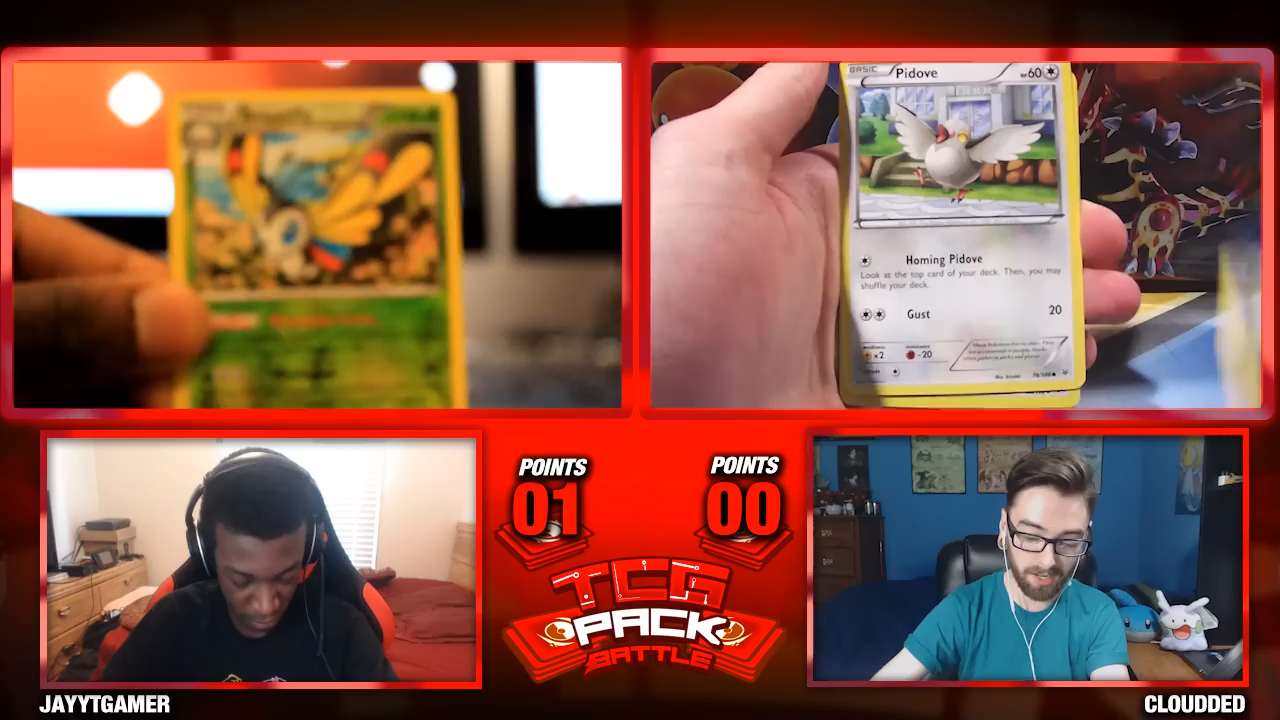 BASIC Pidove HP60
Homing Pidove
Look at the top card of your deck. Then, you may
shuffle your deck.
Gust 20
x2 -20
POINTS
01
POINTS
00
TCG
PACK
BATTLE
JAYYTGAMER
CLOUDDED